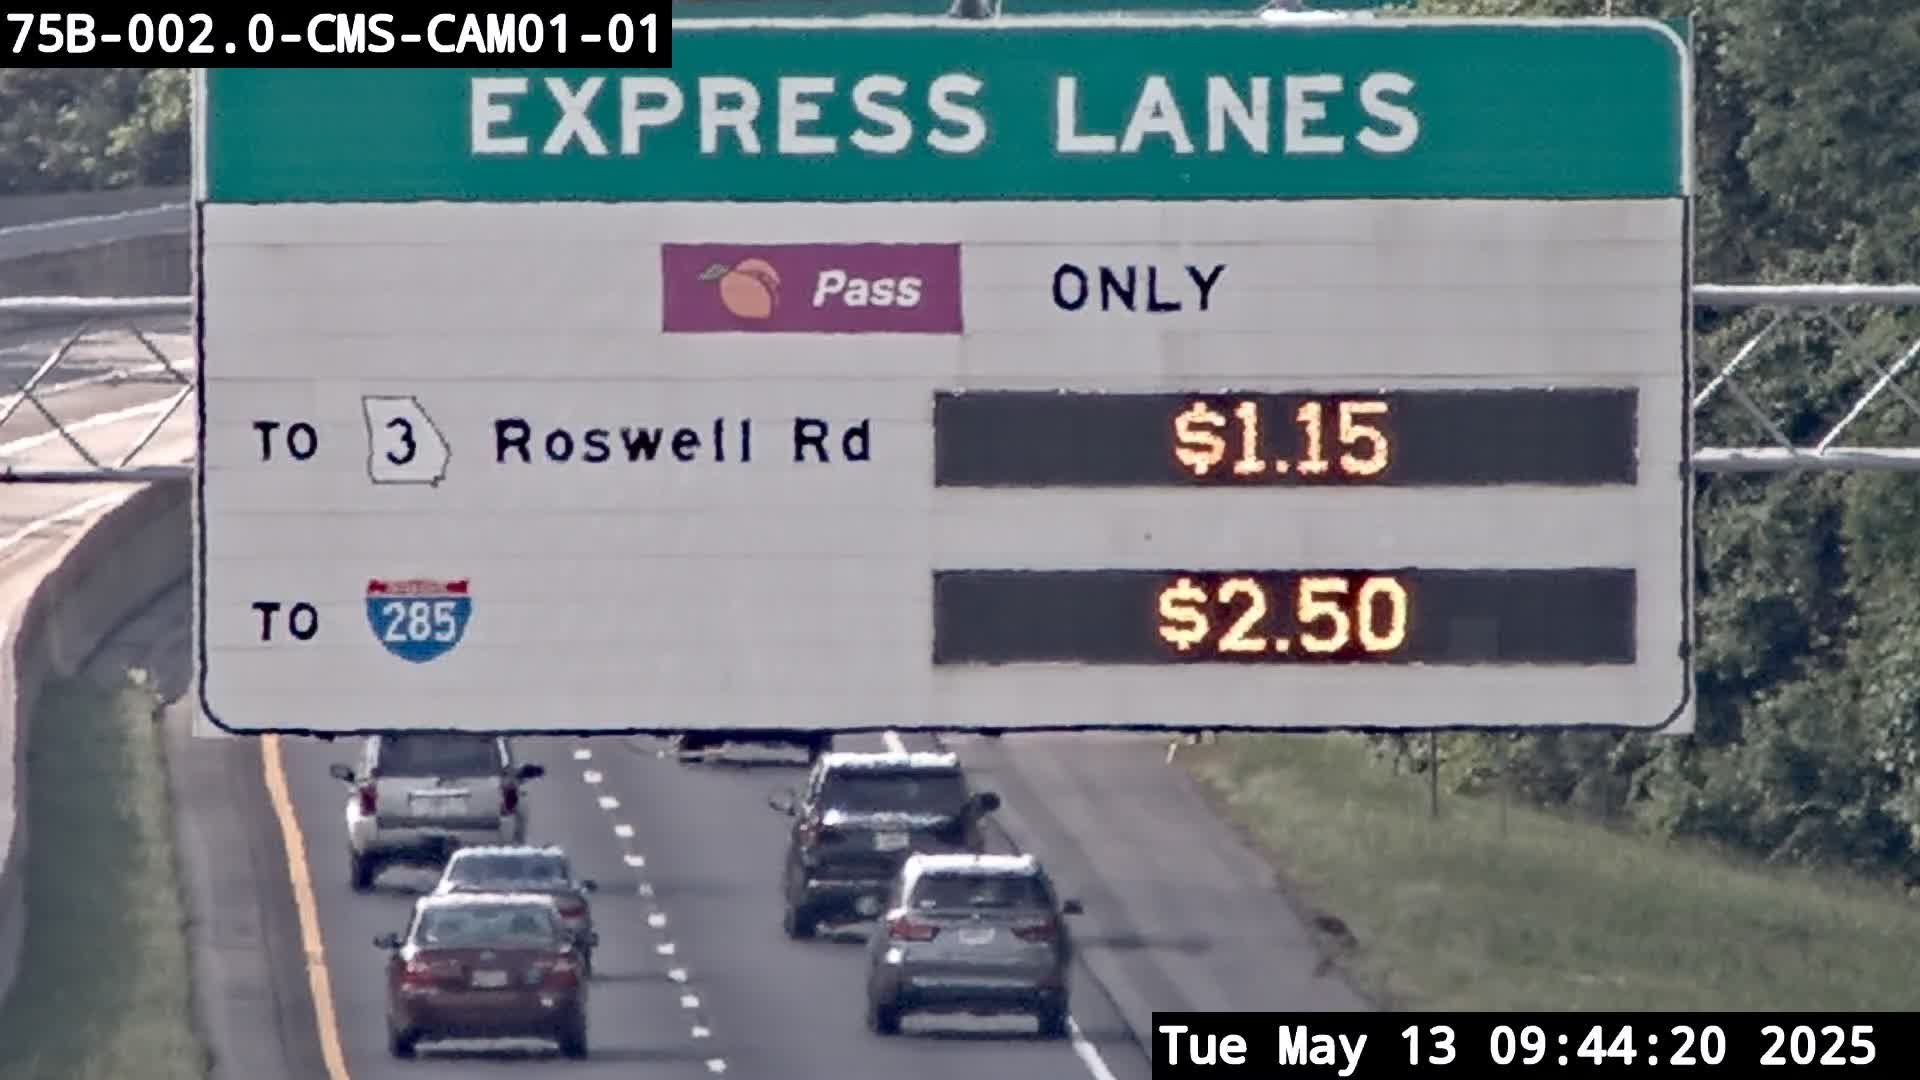 75B-002.0-CMS-CAM01-01
EXPRESS LANES
Pass ONLY
TO 3 Roswell Rd $1.15
TO 285 $2.50
Tue May 13 09:44:20 2025